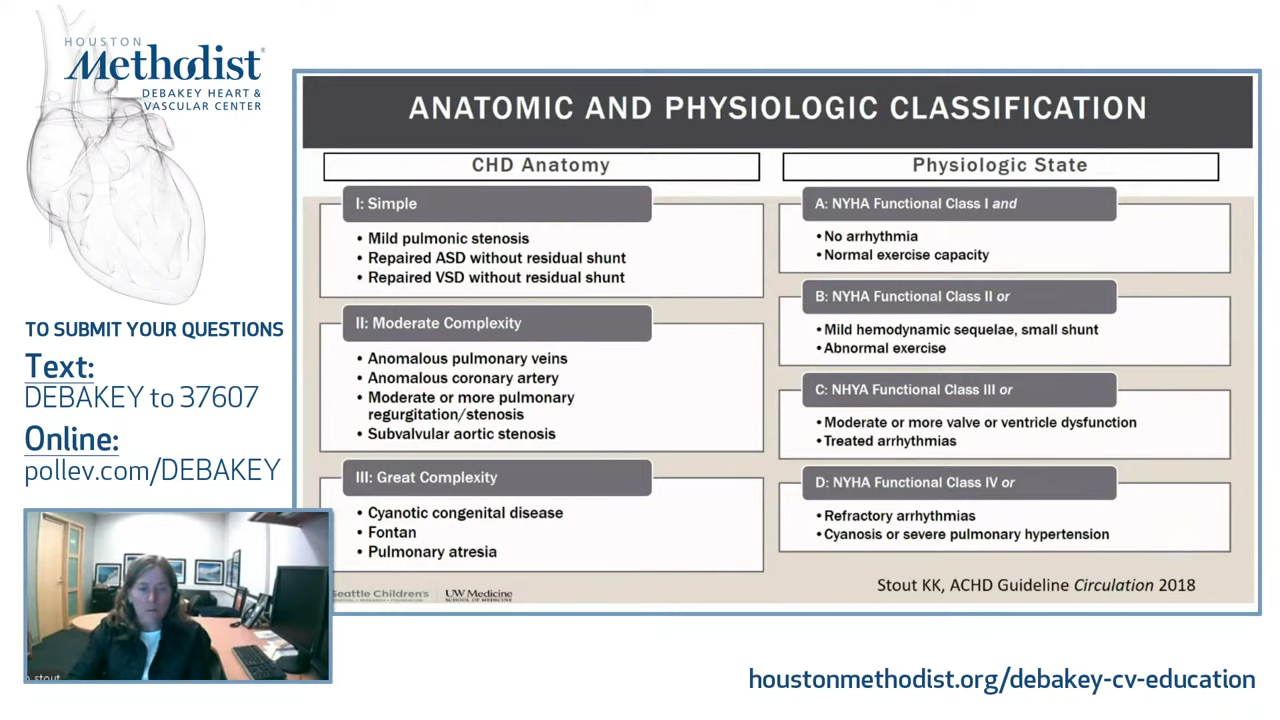 HOUSTON
Methodist®
DEBAKEY HEART &
VASCULAR CENTER
TO SUBMIT YOUR QUESTIONS
Text:
DEBAKEY to 37607
Online:
pollev.com/DEBAKEY
ANATOMIC AND PHYSIOLOGIC CLASSIFICATION
CHD Anatomy
I: Simple
• Mild pulmonic stenosis
• Repaired ASD without residual shunt
• Repaired VSD without residual shunt
II: Moderate Complexity
• Anomalous pulmonary veins
• Anomalous coronary artery
• Moderate or more pulmonary
regurgitation/stenosis
• Subvalvular aortic stenosis
III: Great Complexity
• Cyanotic congenital disease
• Fontan
• Pulmonary atresia
Physiologic State
A: NYHA Functional Class I and
•No arrhythmia
•Normal exercise capacity
B: NYHA Functional Class II or
•Mild hemodynamic sequelae, small shunt
•Abnormal exercise
C: NHYA Functional Class III or
•Moderate or more valve or ventricle dysfunction
•Treated arrhythmias
D: NYHA Functional Class IV or
•Refractory arrhythmias
•Cyanosis or severe pulmonary hypertension
Stout KK, ACHD Guideline Circulation 2018
Seattle Children's
UW Medicine
SCHOOL OF MEDICINE
stout
houstonmethodist.org/debakey-cv-education